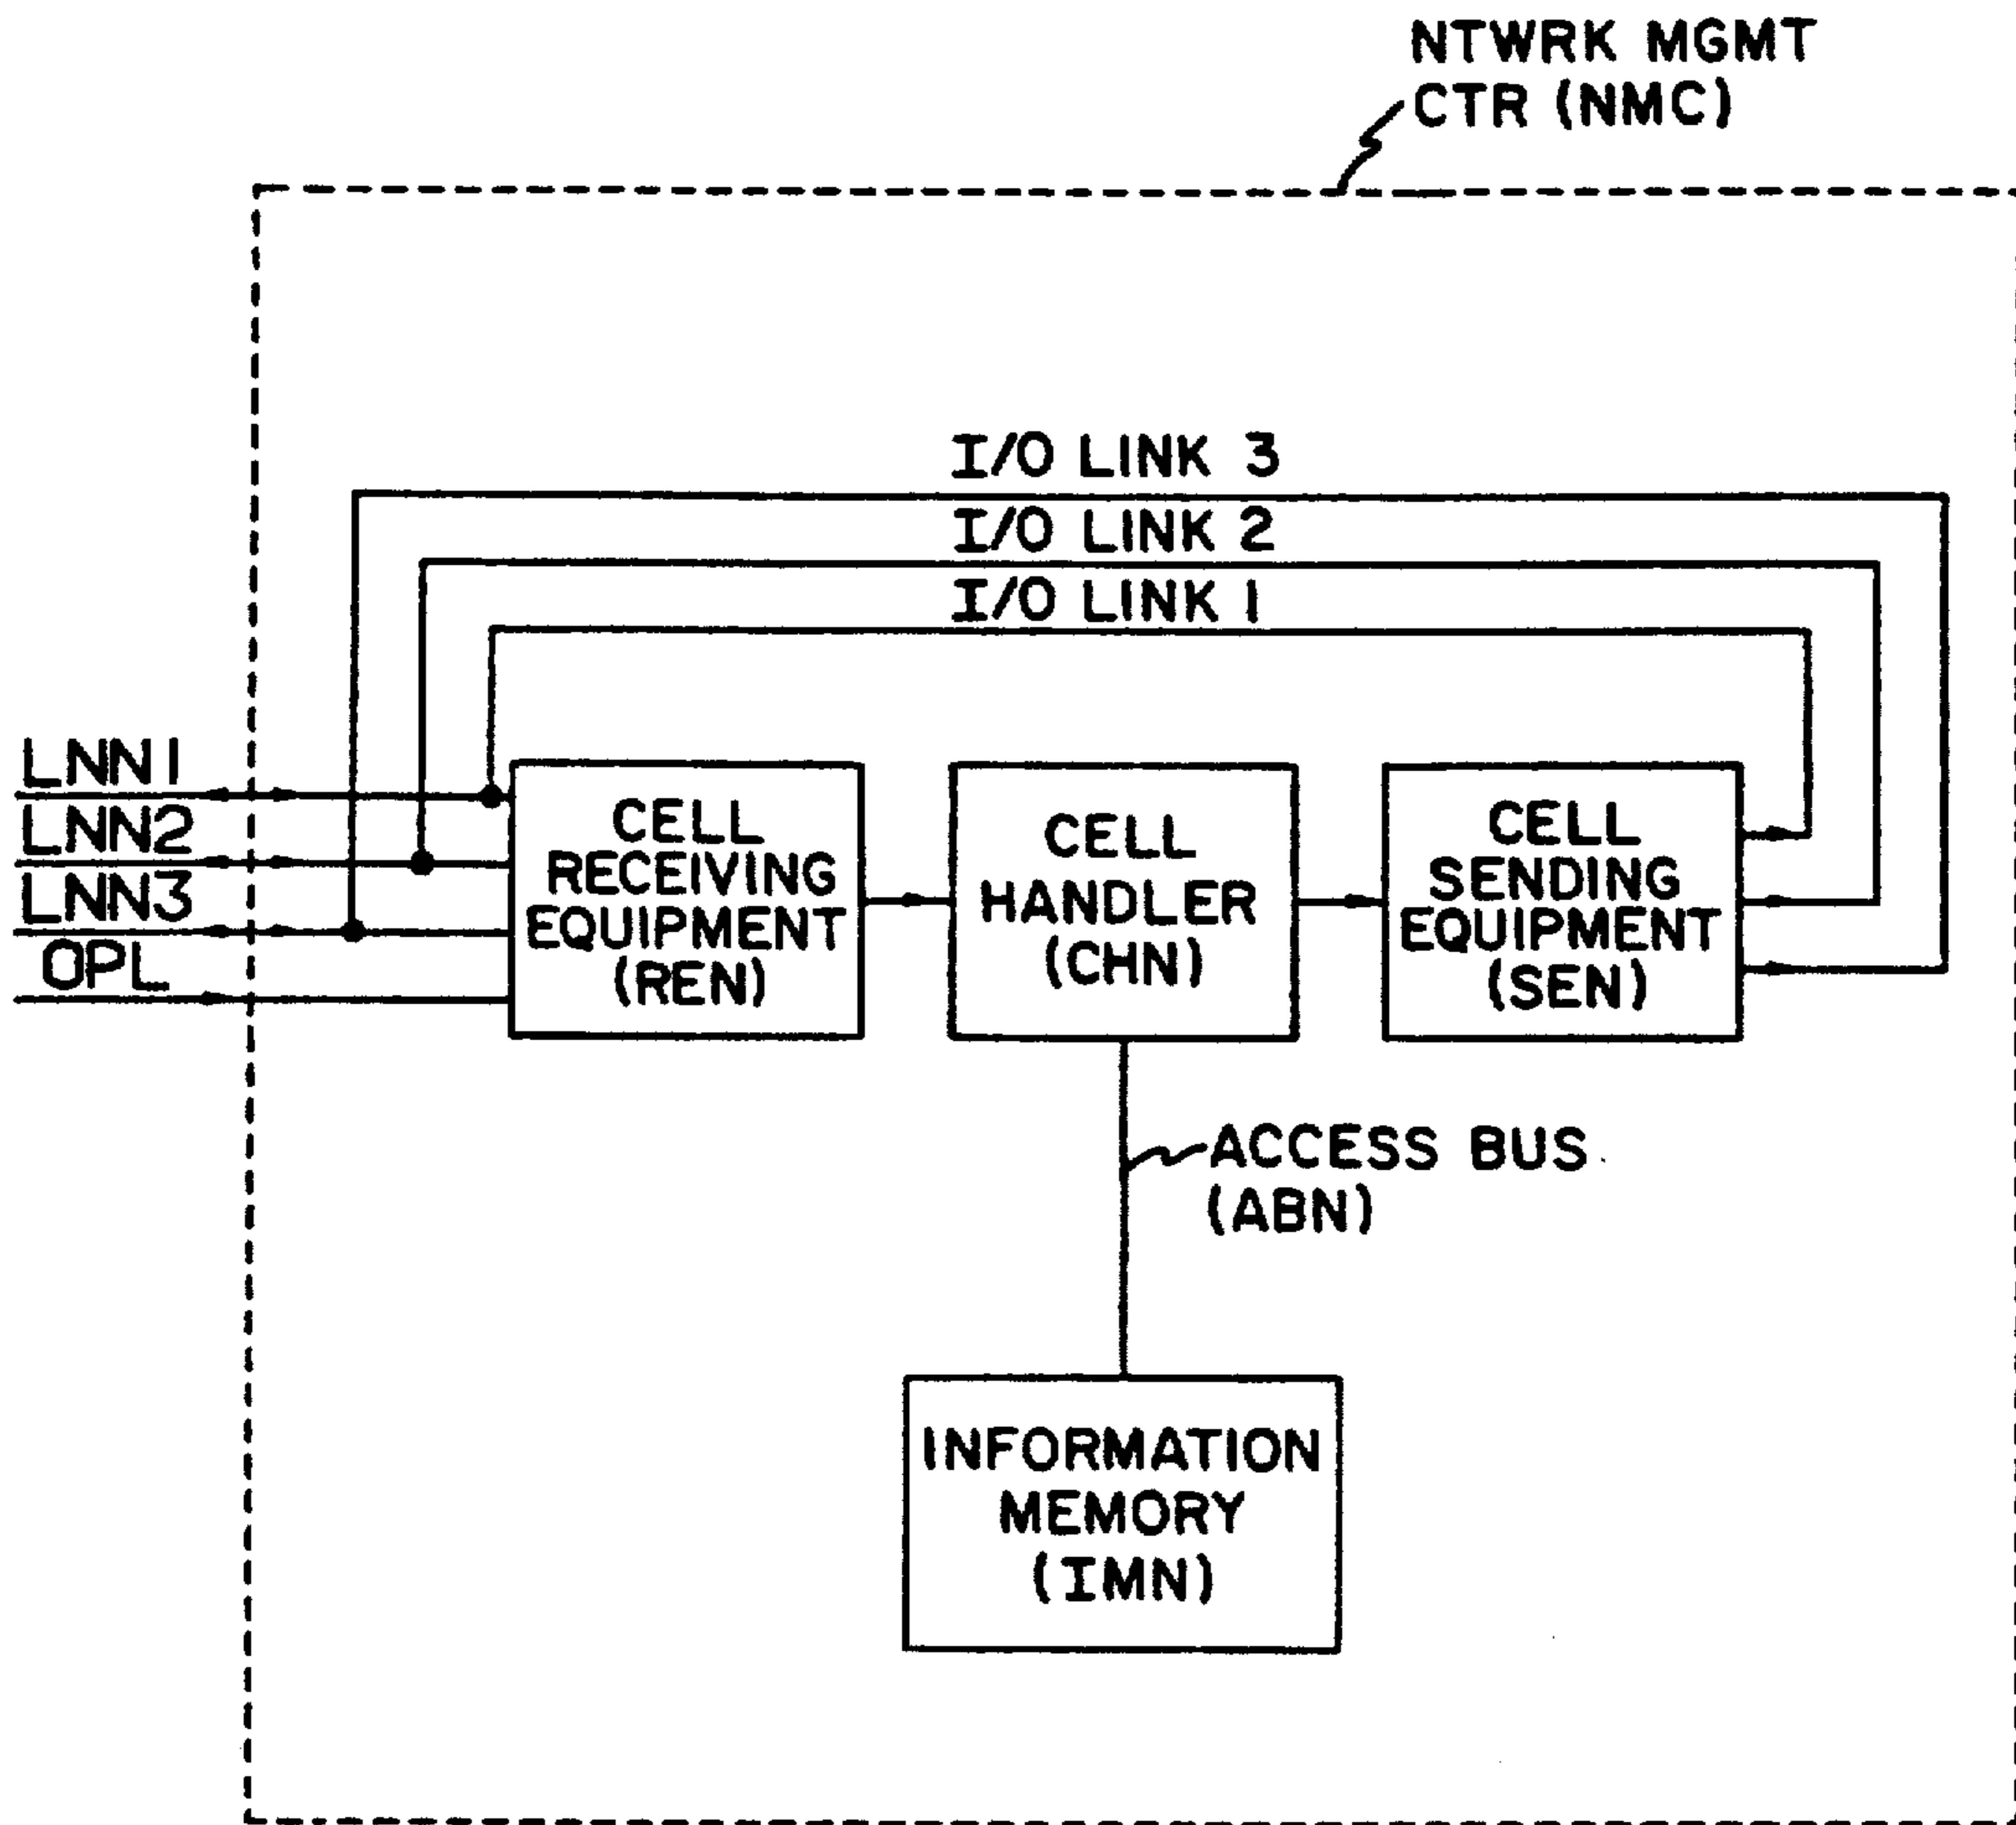 NTWRK MGMT
CTR (NMC)
I/O LINK 3
I/O LINK 2
I/O LINK 1
LNN1
LNN2
LNN3
OPL
CELL
RECEIVING
EQUIPMENT
(REN)
CELL
HANDLER
(CHN)
CELL
SENDING
EQUIPMENT
(SEN)
ACCESS BUS
(ABN)
INFORMATION
MEMORY
(IMN)